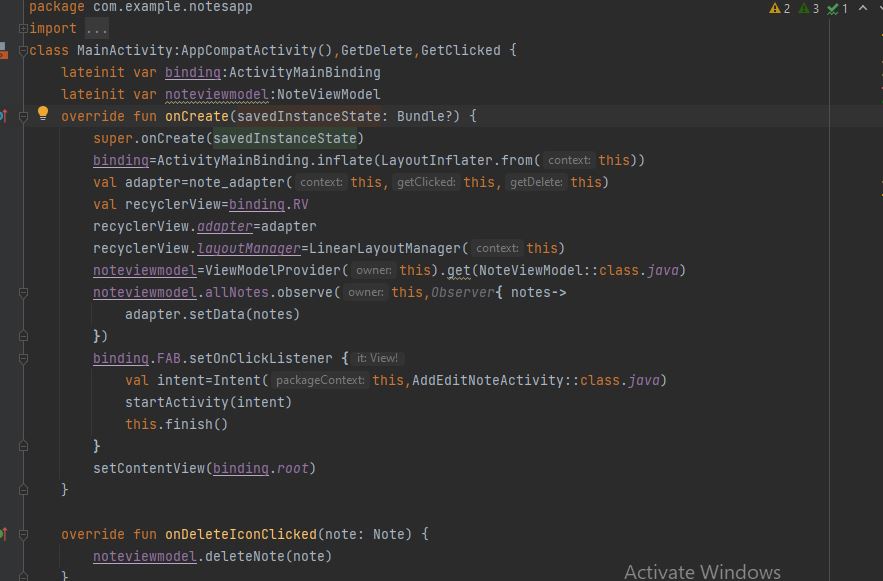 package com.example.notesapp
2 3 1
import ...
class MainActivity:AppCompatActivity(),GetDelete,GetClicked {
lateinit var binding:ActivityMainBinding
lateinit var noteviewmodel:NoteViewModel
override fun onCreate(savedInstanceState: Bundle?) {
super.onCreate(savedInstanceState)
binding=ActivityMainBinding.inflate(LayoutInflater.from( context: this))
val adapter=note_adapter( context: this, getClicked: this, getDelete: this)
val recyclerView=binding.RV
recyclerView.adapter=adapter
recyclerView.layoutManager=LinearLayoutManager( context: this)
noteviewmodel=ViewModelProvider( owner: this).get(NoteViewModel::class.java)
noteviewmodel.allNotes.observe( owner: this,Observer{ notes->
adapter.setData(notes)
})
binding.FAB.setOnClickListener { it: View!
val intent=Intent( packageContext: this,AddEditNoteActivity::class.java)
startActivity(intent)
this.finish()
}
setContentView(binding.root)
}
override fun onDeleteIconClicked(note: Note) {
noteviewmodel.deleteNote(note)
}
Activate Windows